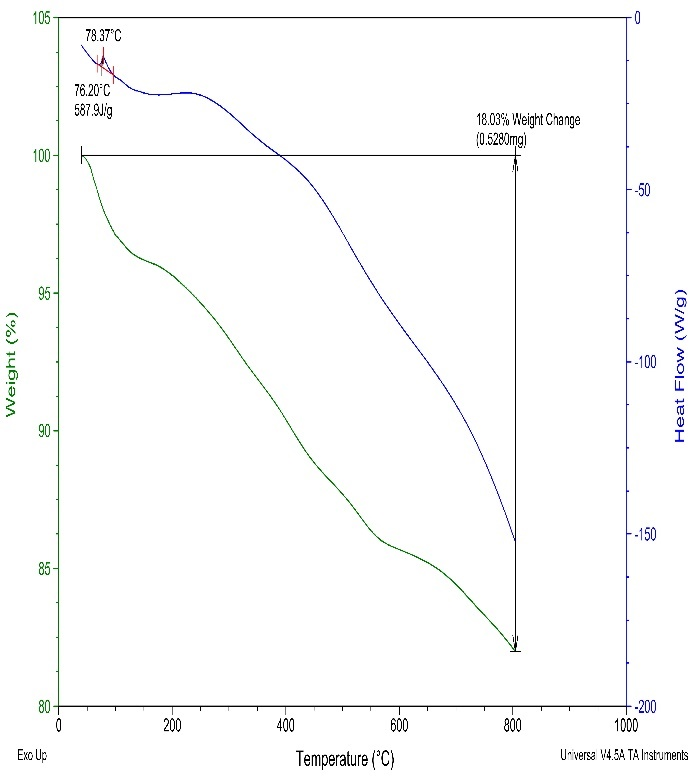 105
0
78.37°C
76.20°C
587.9J/g
18.03% Weight Change
(0.5280mg)
100
-50
95
Weight (%)
-100
Heat Flow (W/g)
90
-150
85
80
-200
0
200
400
600
800
1000
Exo Up
Temperature (°C)
Universal V4.5A TA Instruments